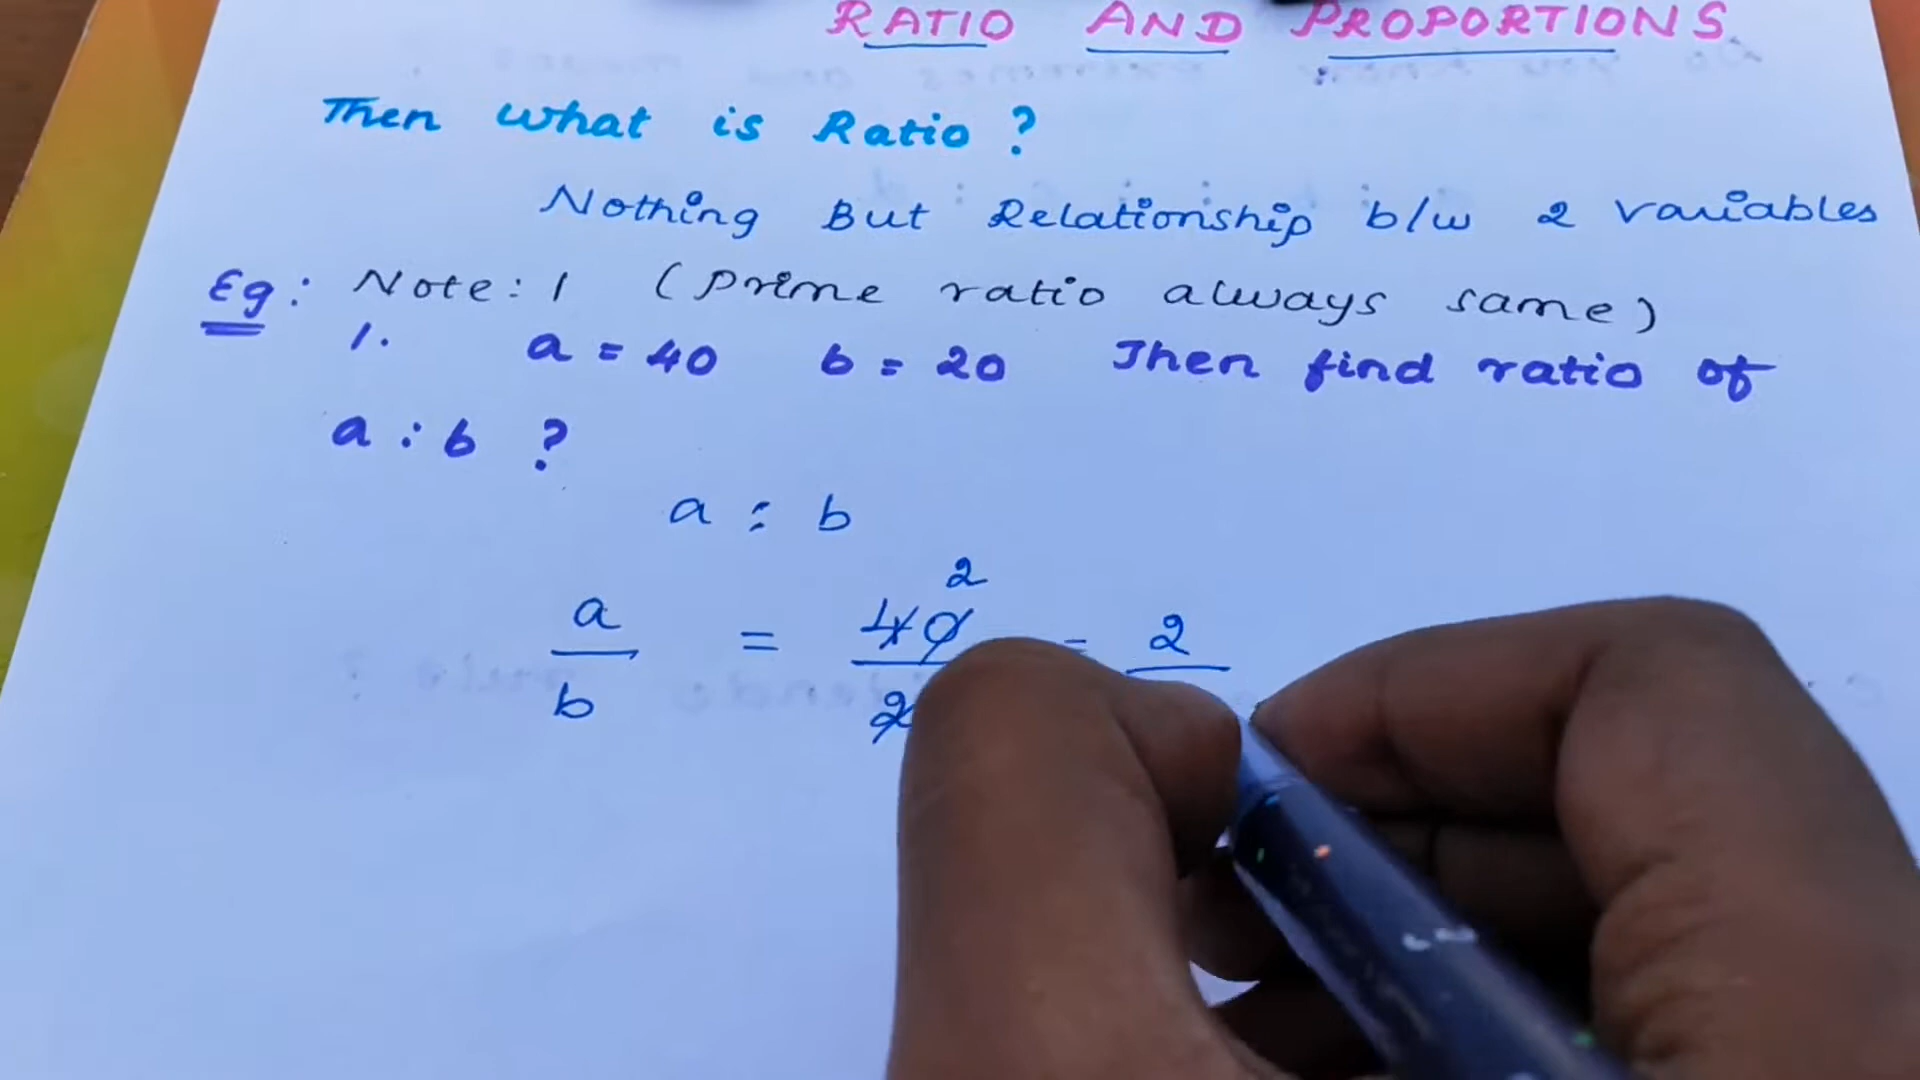 RATIO AND PROPORTIONS
Then what is Ratio ?
Nothing But Relationship b/w 2 variables
Eg: Note: 1 (Prime ratio always same)
1. a = 40 b = 20 Then find ratio of
a : b ?
a : b
2
a = 40 = 2
b 2